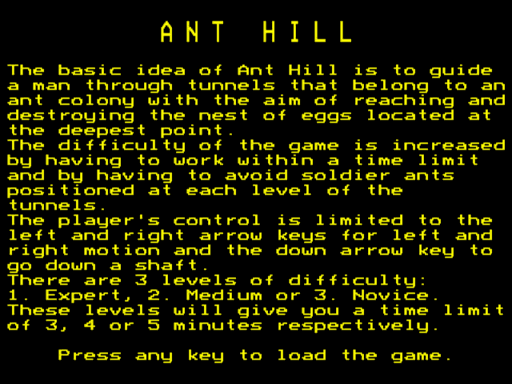 ANT HILL
The basic idea of Ant Hill is to guide
a man through tunnels that belong to an
ant colony with the aim of reaching and
destroying the nest of eggs located at
the deepest point.
The difficulty of the game is increased
by having to work within a time limit
and by having to avoid soldier ants
positioned at each level of the
tunnels.
The player's control is limited to the
left and right arrow keys for left and
right motion and the down arrow key to
go down a shaft.
There are 3 levels of difficulty:
1. Expert, 2. Medium or 3. Novice.
These levels will give you a time limit
of 3, 4 or 5 minutes respectively.
Press any key to load the game.